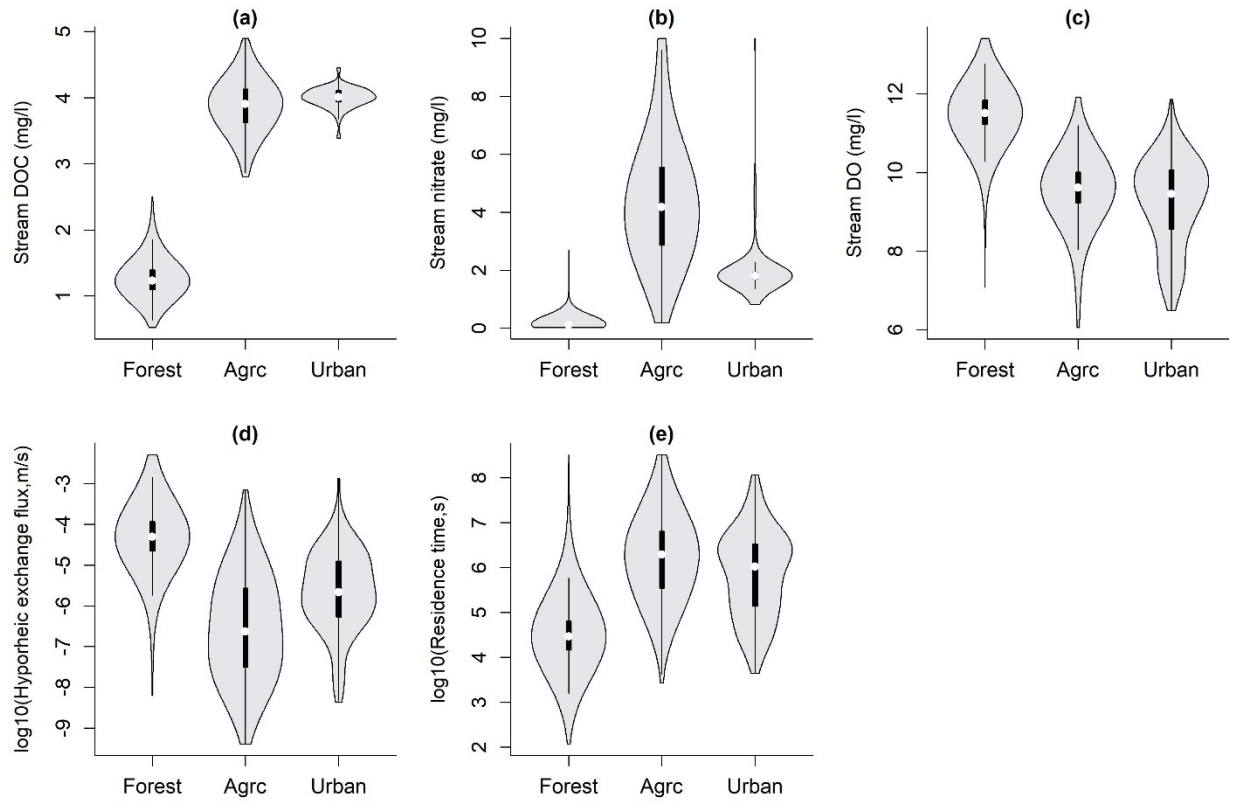 (a)
Stream DOC (mg/l)
5
4
3
2
1
Forest Agrc Urban
(b)
Stream nitrate (mg/l)
10
8
6
4
2
0
Forest Agrc Urban
(c)
Stream DO (mg/l)
12
10
8
6
Forest Agrc Urban
(d)
log10(Hyporheic exchange flux,m/s)
-3
-4
-5
-6
-7
-8
-9
Forest Agrc Urban
(e)
log10(Residence time,s)
8
7
6
5
4
3
2
Forest Agrc Urban